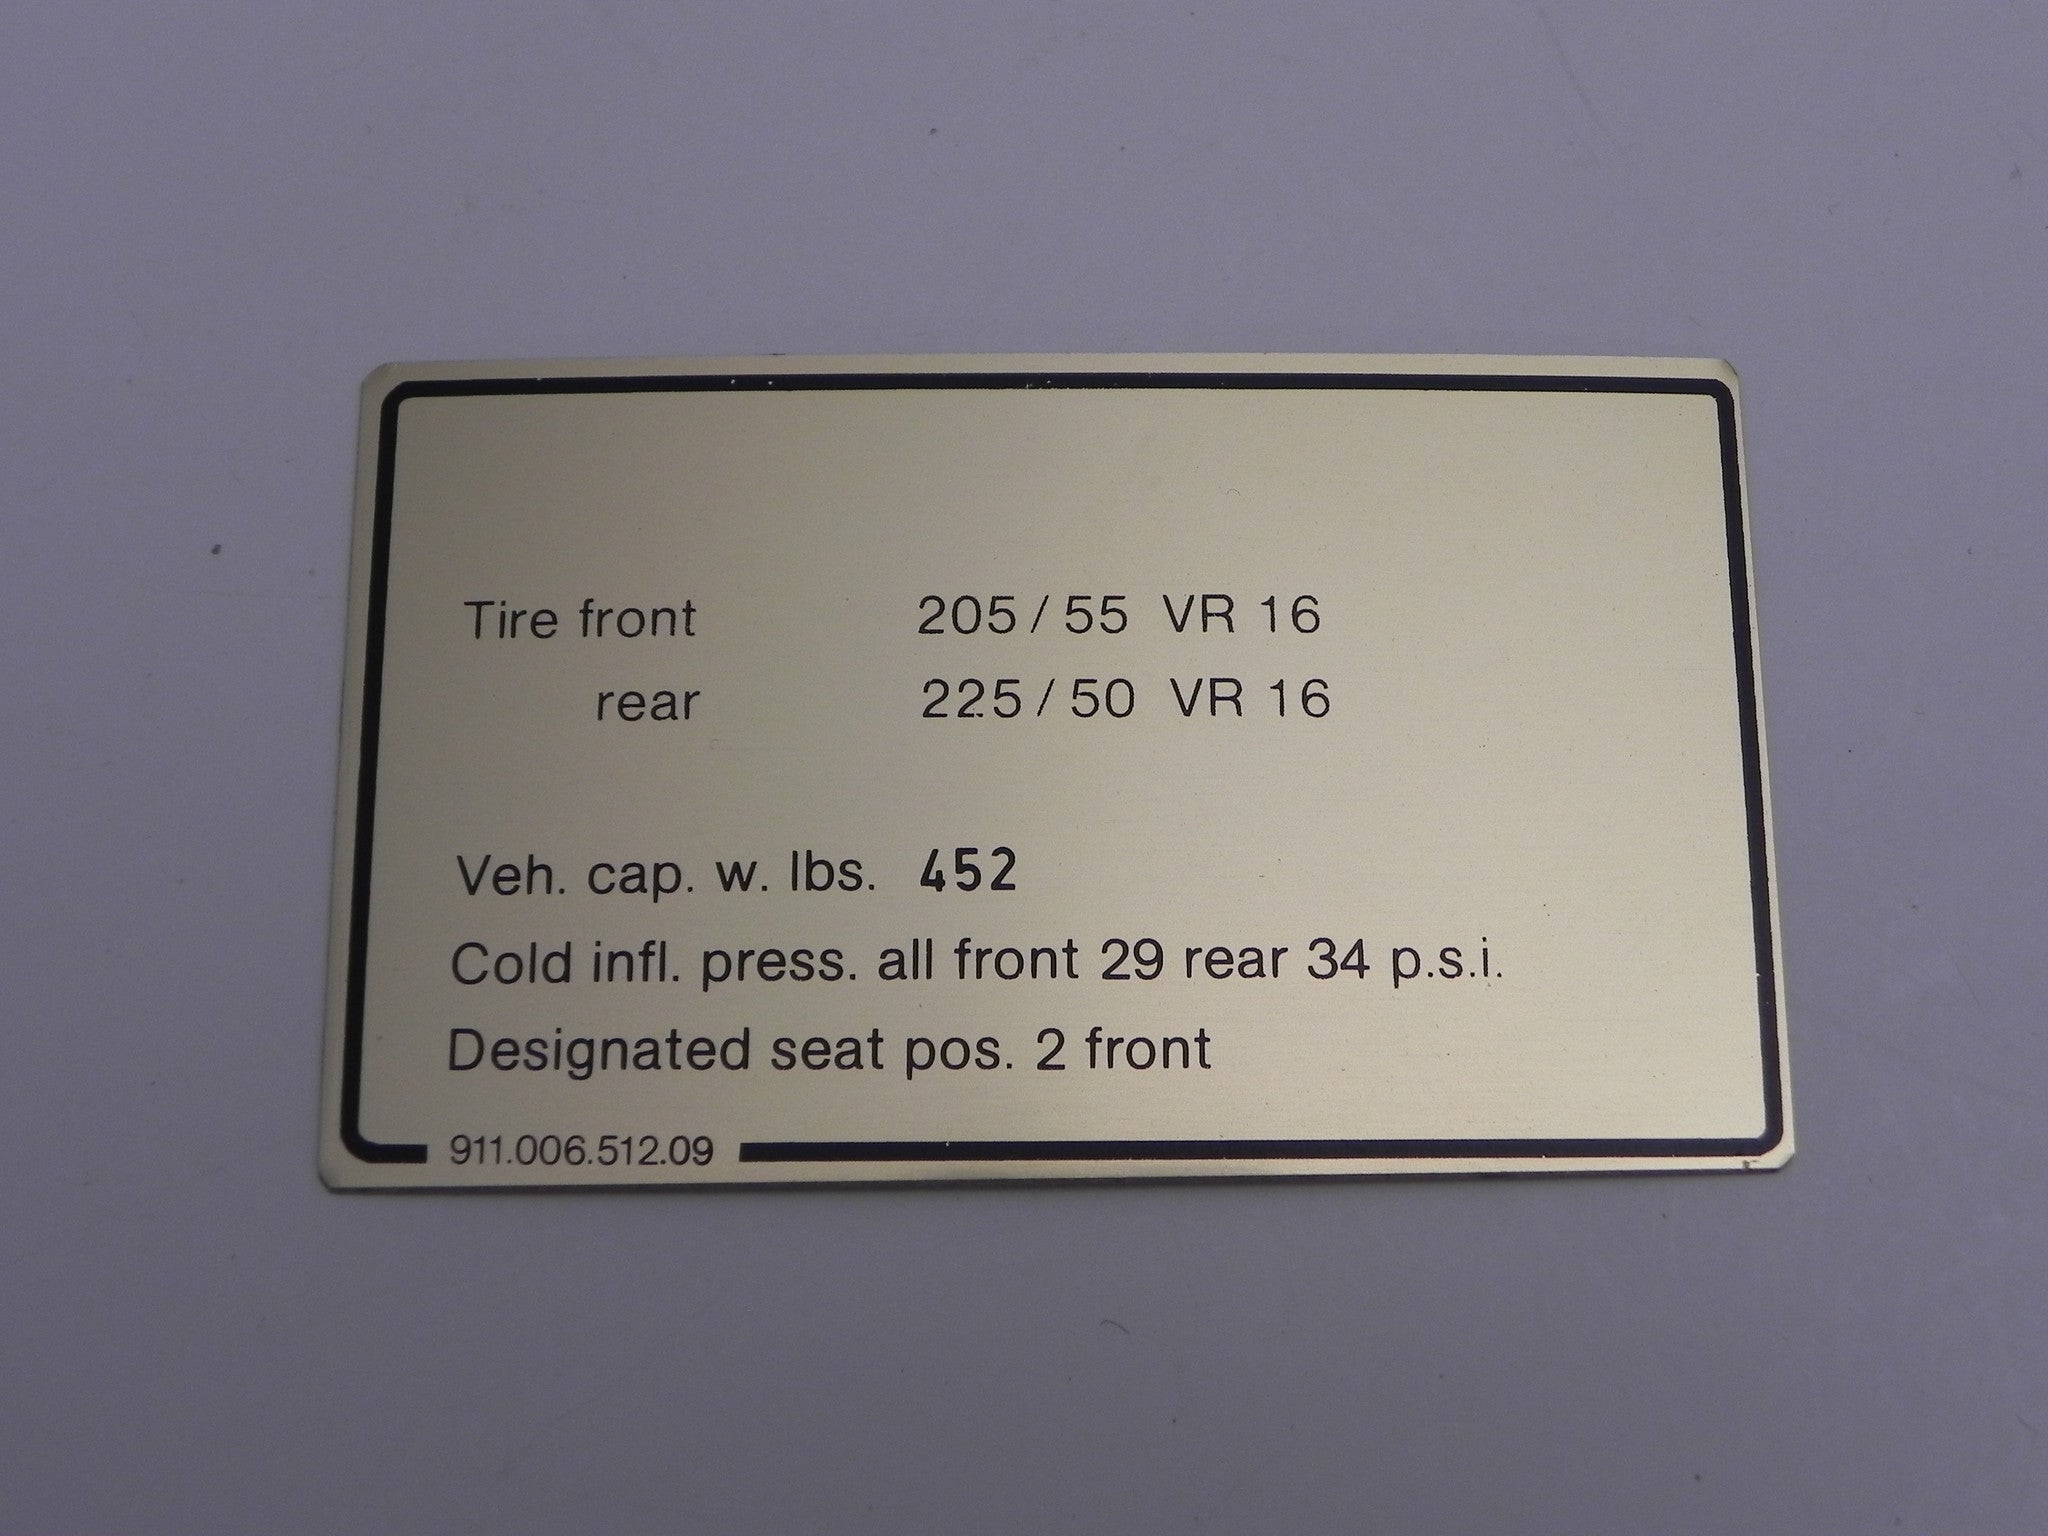 Tire front 205/55 VR 16
rear 225/50 VR 16
Veh. cap. w. lbs. 452
Cold infl. press. all front 29 rear 34 p.s.i.
Designated seat pos. 2 front
911.006.512.09